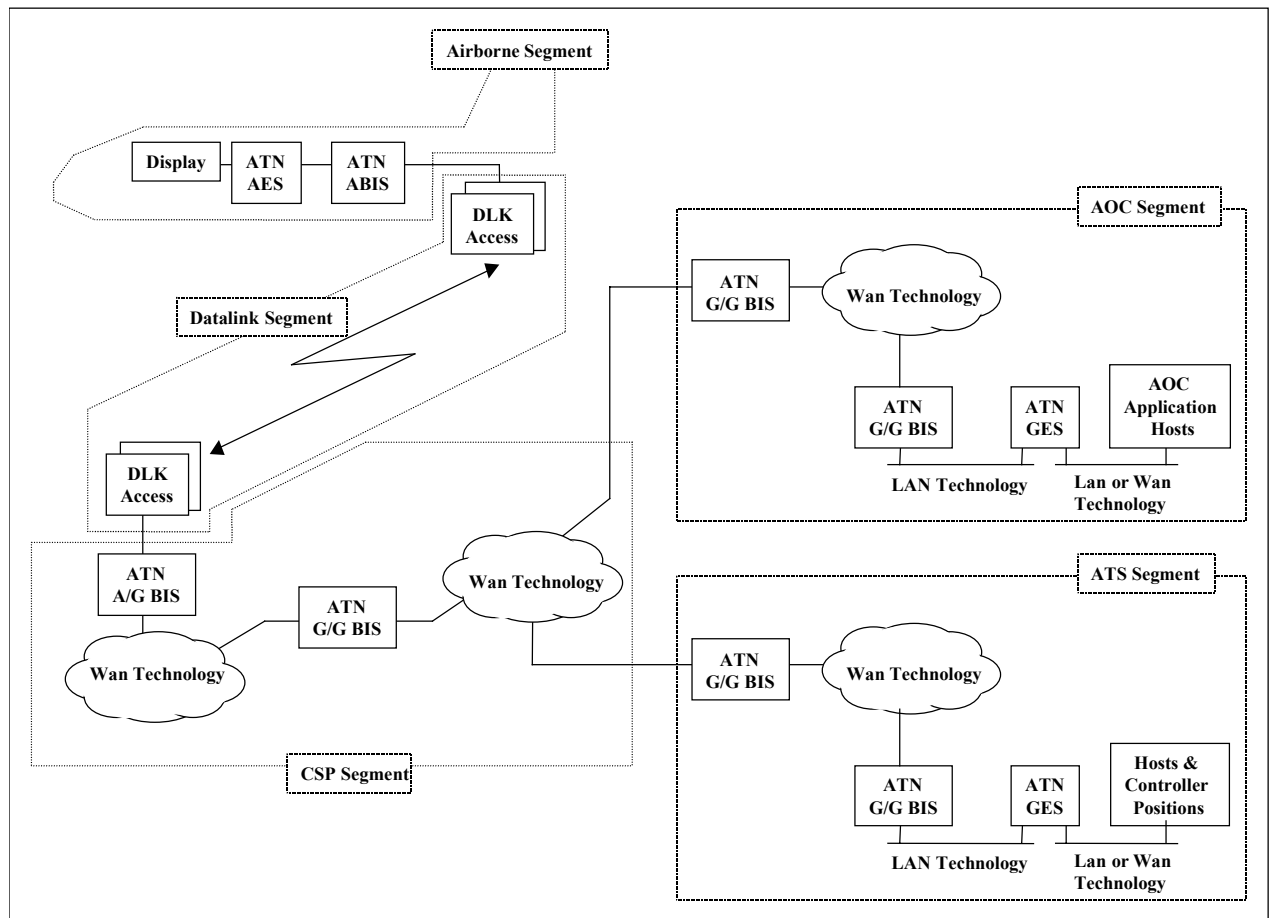 Airborne Segment
Display
ATN
AES
ATN
ABIS
DLK
Access
Datalink Segment
DLK
Access
ATN
A/G BIS
Wan Technology
ATN
G/G BIS
Wan Technology
CSP Segment
AOC Segment
ATN
G/G BIS
Wan Technology
ATN
G/G BIS
ATN
GES
AOC
Application
Hosts
LAN Technology
Lan or Wan
Technology
ATS Segment
ATN
G/G BIS
Wan Technology
ATN
G/G BIS
ATN
GES
Hosts &
Controller
Positions
LAN Technology
Lan or Wan
Technology